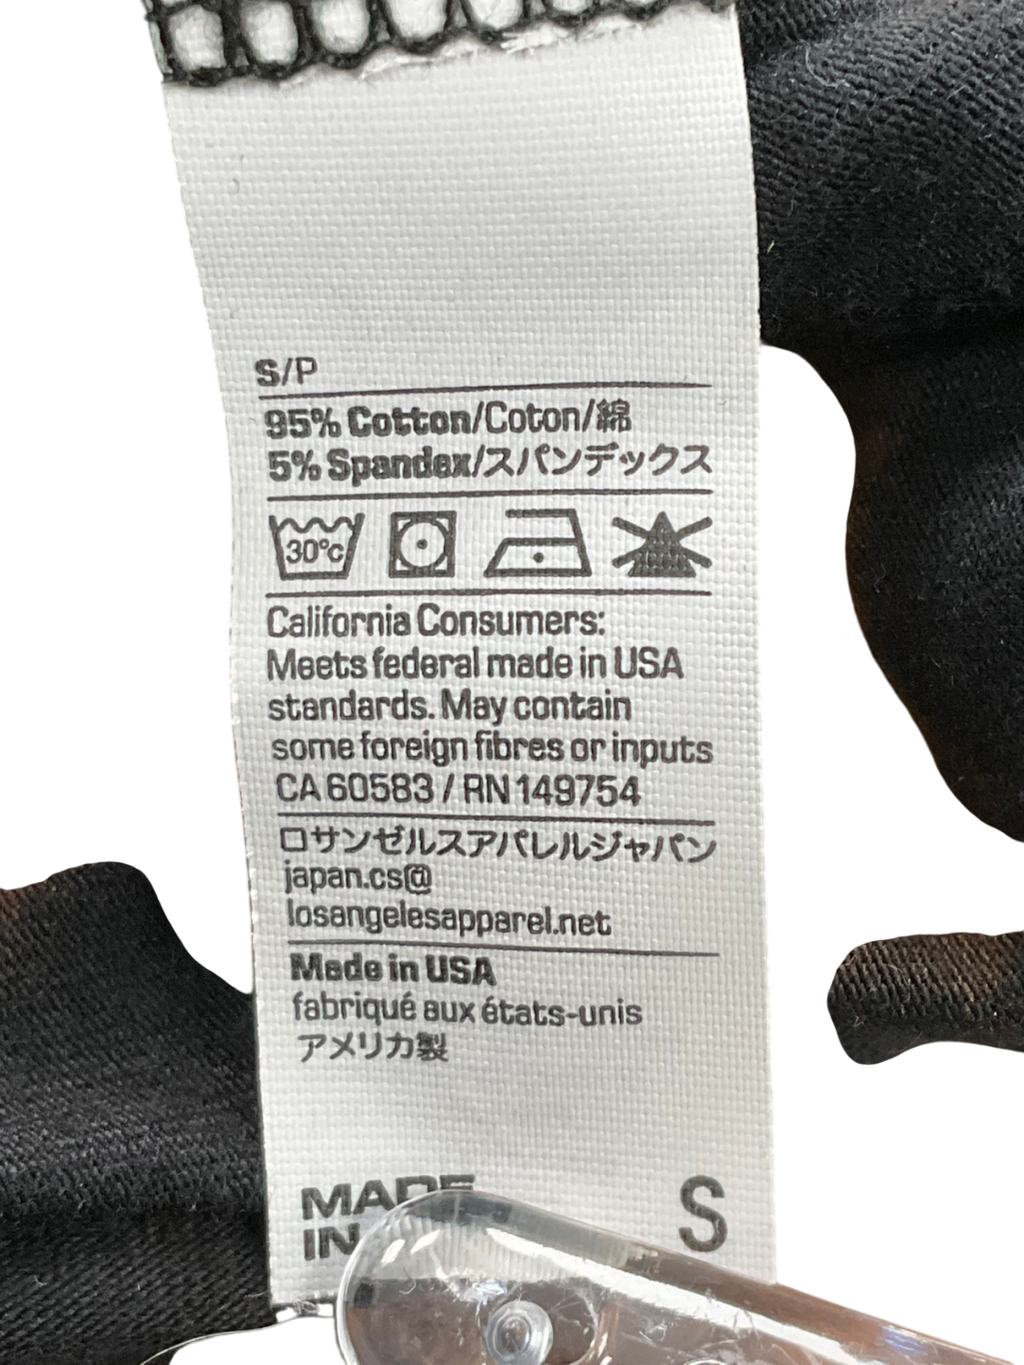 S/P
95% Cotton/Coton/綿
5% Spandex/スパンデックス
30°C
California Consumers:
Meets federal made in USA
standards. May contain
some foreign fibres or inputs
CA 60583 / RN 149754
ロサンゼルスアパレルジャパン
japan.cs@
losangelesapparel.net
Made in USA
fabriqué aux états-unis
アメリカ製
MADE
IN
S